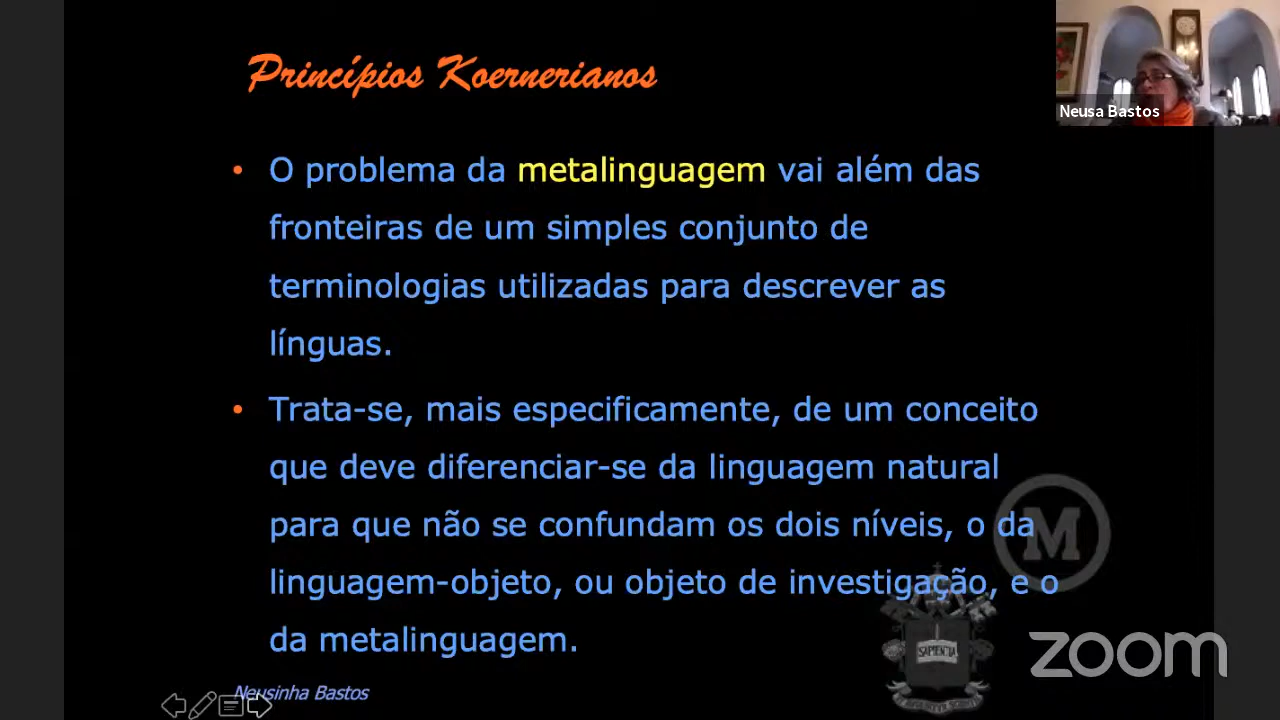 Princípios Koernerianos
Neusa Bastos
• O problema da metalinguagem vai além das
fronteiras de um simples conjunto de
terminologias utilizadas para descrever as
línguas.
• Trata-se, mais especificamente, de um conceito
que deve diferenciar-se da linguagem natural
para que não se confundam os dois níveis, o da
linguagem-objeto, ou objeto de investigação, e o
da metalinguagem.
M
SAPIENCIA
zoom
Neusinha Bastos